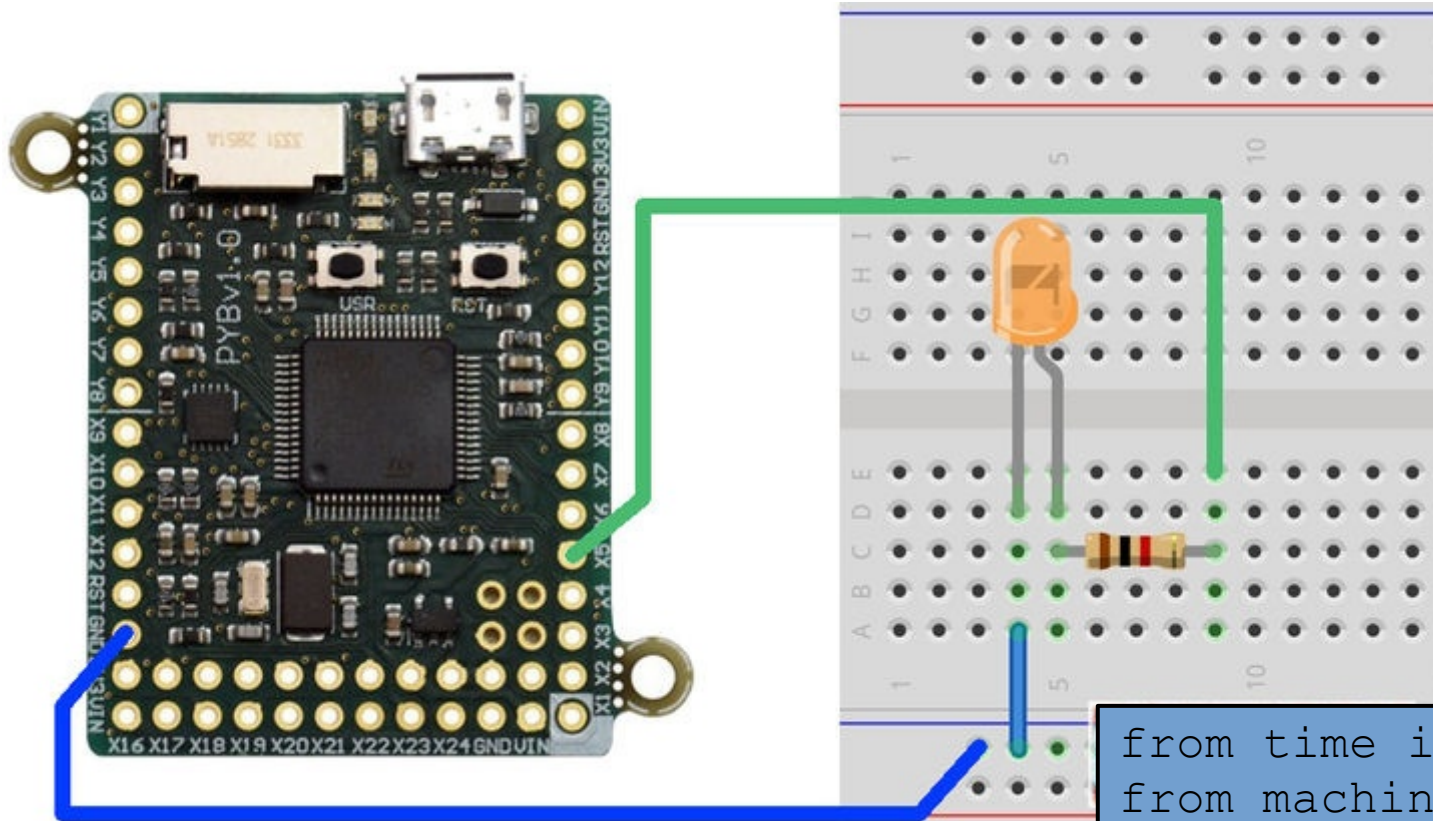 Y1 Y2 Y3 Y4 Y5 Y6 Y7 Y8 X9 X10 X11 X12 RST GND 3V3 VIN
3331 2851A
PYBv1.0
USR
RST
VIN 3V3 GND RST Y12 Y11 Y10 Y9 X8 X7 X6 X5 X4 X3 X2 X1
X16 X17 X18 X19 X20 X21 X22 X23 X24 GND VIN
1 5 10
I
H
G
F
E
D
C
B
A
1 5 10
from time i
from machin